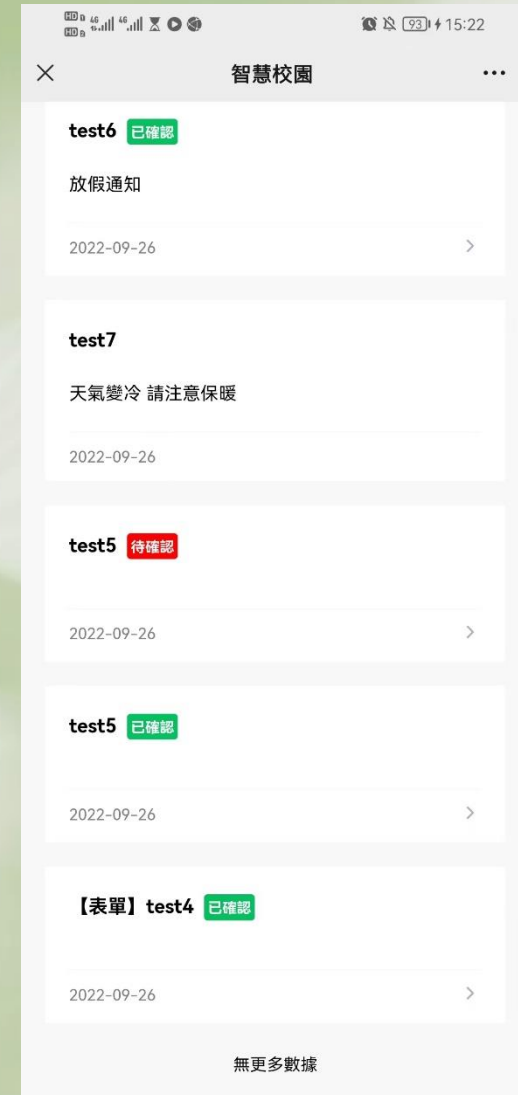 HD 46 46 93 15:22
智慧校園
test6 已確認
放假通知
2022-09-26
test7
天氣變冷 請注意保暖
2022-09-26
test5 待確認
2022-09-26
test5 已確認
2022-09-26
【表單】test4 已確認
2022-09-26
無更多數據